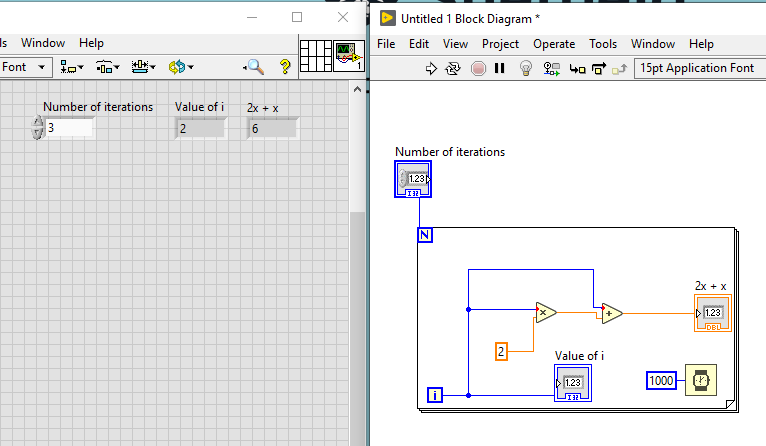 Untitled 1 Block Diagram *
ls Window Help
File Edit View Project Operate Tools Window Help
Font
?
1
15pt Application Font
Number of iterations
3
Value of i
2
2x + x
6
Number of iterations
1.23
I32
N
2x + x
1.23
DBL
×
+
2
Value of i
1.23
I32
i
1000